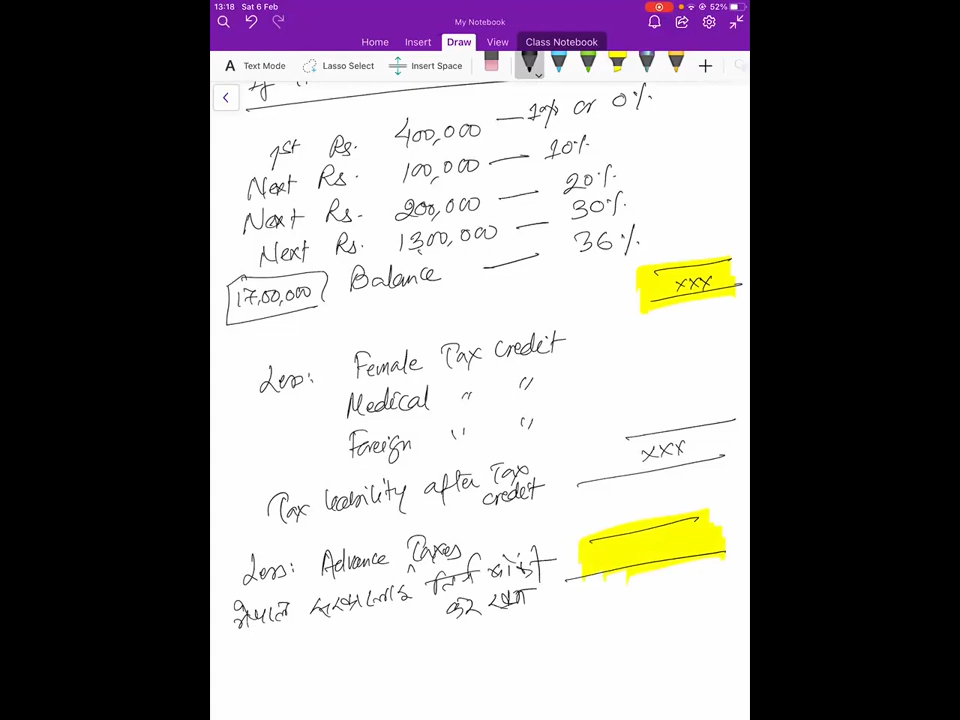 13:18 Sat 6 Feb
52%
My Notebook
Home Insert Draw View Class Notebook
Text Mode Lasso Select Insert Space
1st Rs. 400,000 — 1% or 0%
Next Rs. 100,000 — 10%
Next Rs. 200,000 — 20%
Next Rs. 1300,000 — 30%
17,00,000 Balance — 36%
xxx
Less: Female Tax credit
Medical " "
Foreign " "
xxx
Tax liability after Tax credit
Less: Advance Taxes